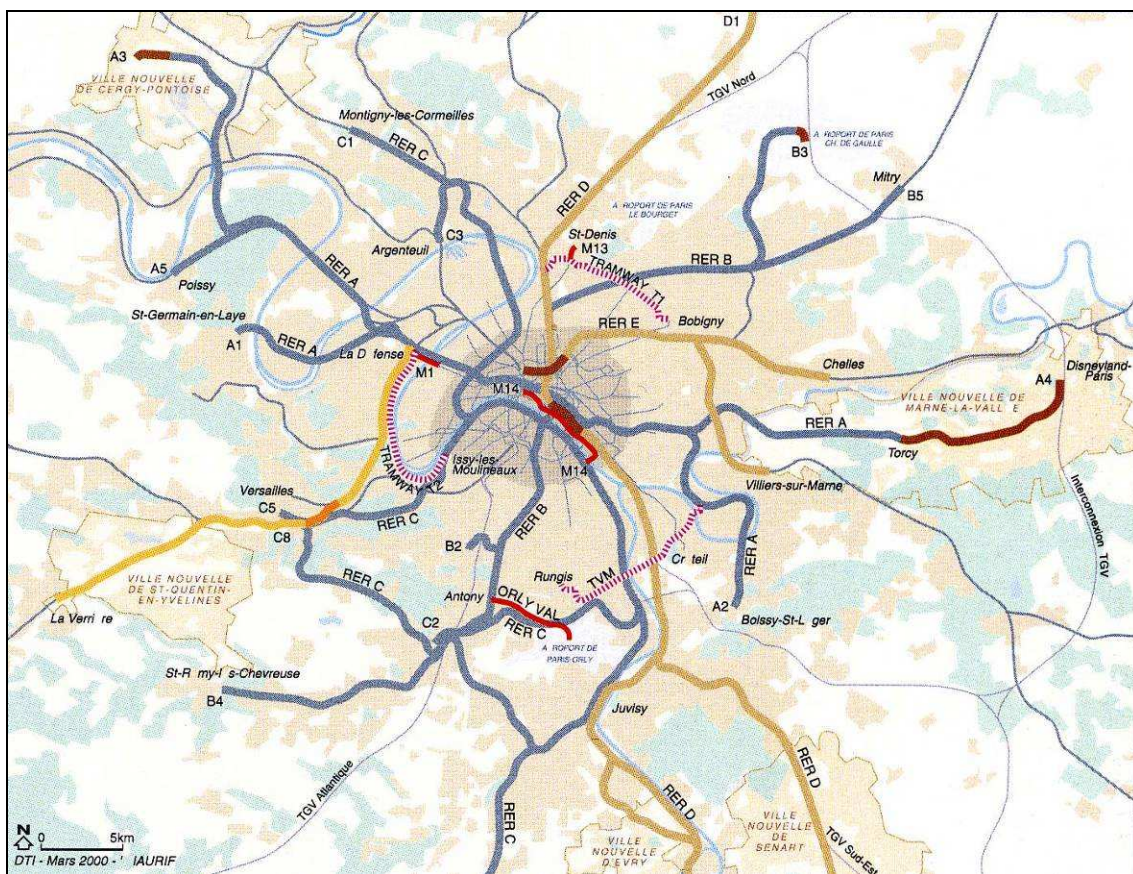 D1
A3
VILLE NOUVELLE
DE CERGY-PONTOISE
TGV Nord
Montigny-les-Cormeilles
C1
RER C
A ROPORT DE PARIS
CH. DE GAULLE
B3
Mitry
B5
RER D
A ROPORT DE PARIS
LE BOURGET
St-Denis
M13
C3
Argenteuil
TRAMWAY T1
RER B
A5
Poissy
RER A
St-Germain-en-Laye
A1
RER A
Bobigny
RER E
La D fense
M1
Chelles
Disneyland-
Paris
A4
M14
VILLE NOUVELLE DE
MARNE-LA-VALL E
RER A
Torcy
M14
Issy-les-
Moulineaux
TRAMWAY T2
Villiers-sur-Marne
Versailles
C5
C8
RER C
RER B
B2
Interconnexion TGV
RER A
Cr teil
VILLE NOUVELLE
DE ST-QUENTIN-
EN-YVELINES
RER C
Rungis
TVM
Antony
ORLY VAL
RER C
A2
Boissy-St-L ger
La Verri re
C2
A ROPORT DE
PARIS-ORLY
St-R my-l s-Chevreuse
B4
Juvisy
TGV Atlantique
RER C
RER D
RER D
VILLE
NOUVELLE
DE SENART
VILLE
NOUVELLE
D'EVRY
TGV Sud-Est
N
0 5km
DTI - Mars 2000 - ' IAURIF